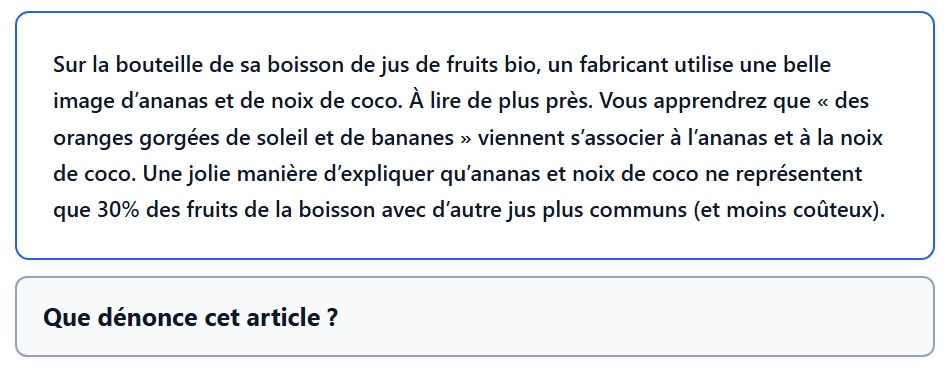 Sur la bouteille de sa boisson de jus de fruits bio, un fabricant utilise une belle
image d’ananas et de noix de coco. À lire de plus près. Vous apprendrez que « des
oranges gorgées de soleil et de bananes » viennent s’associer à l’ananas et à la noix
de coco. Une jolie manière d’expliquer qu’ananas et noix de coco ne représentent
que 30% des fruits de la boisson avec d’autre jus plus communs (et moins coûteux).
Que dénonce cet article ?